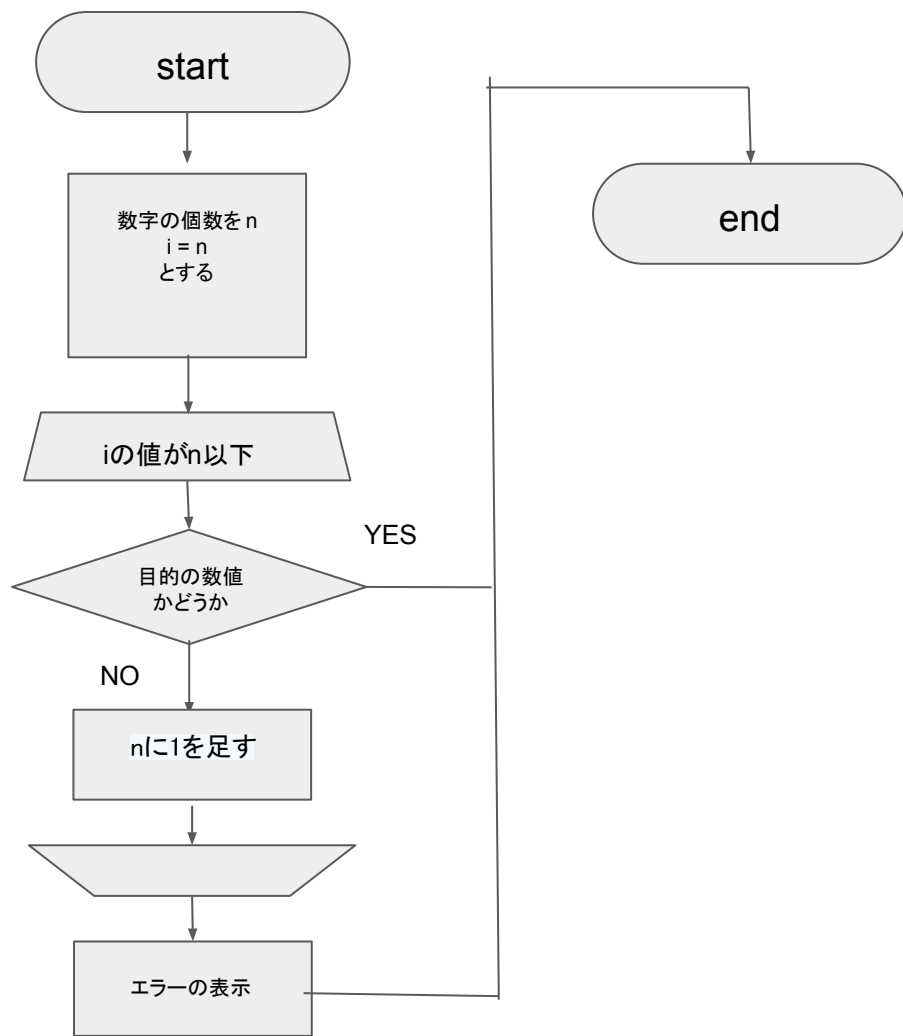 start
数字の個数をn
i = n
とする
iの値がn以下
目的の数値
かどうか
YES
NO
nに1を足す
エラーの表示
end